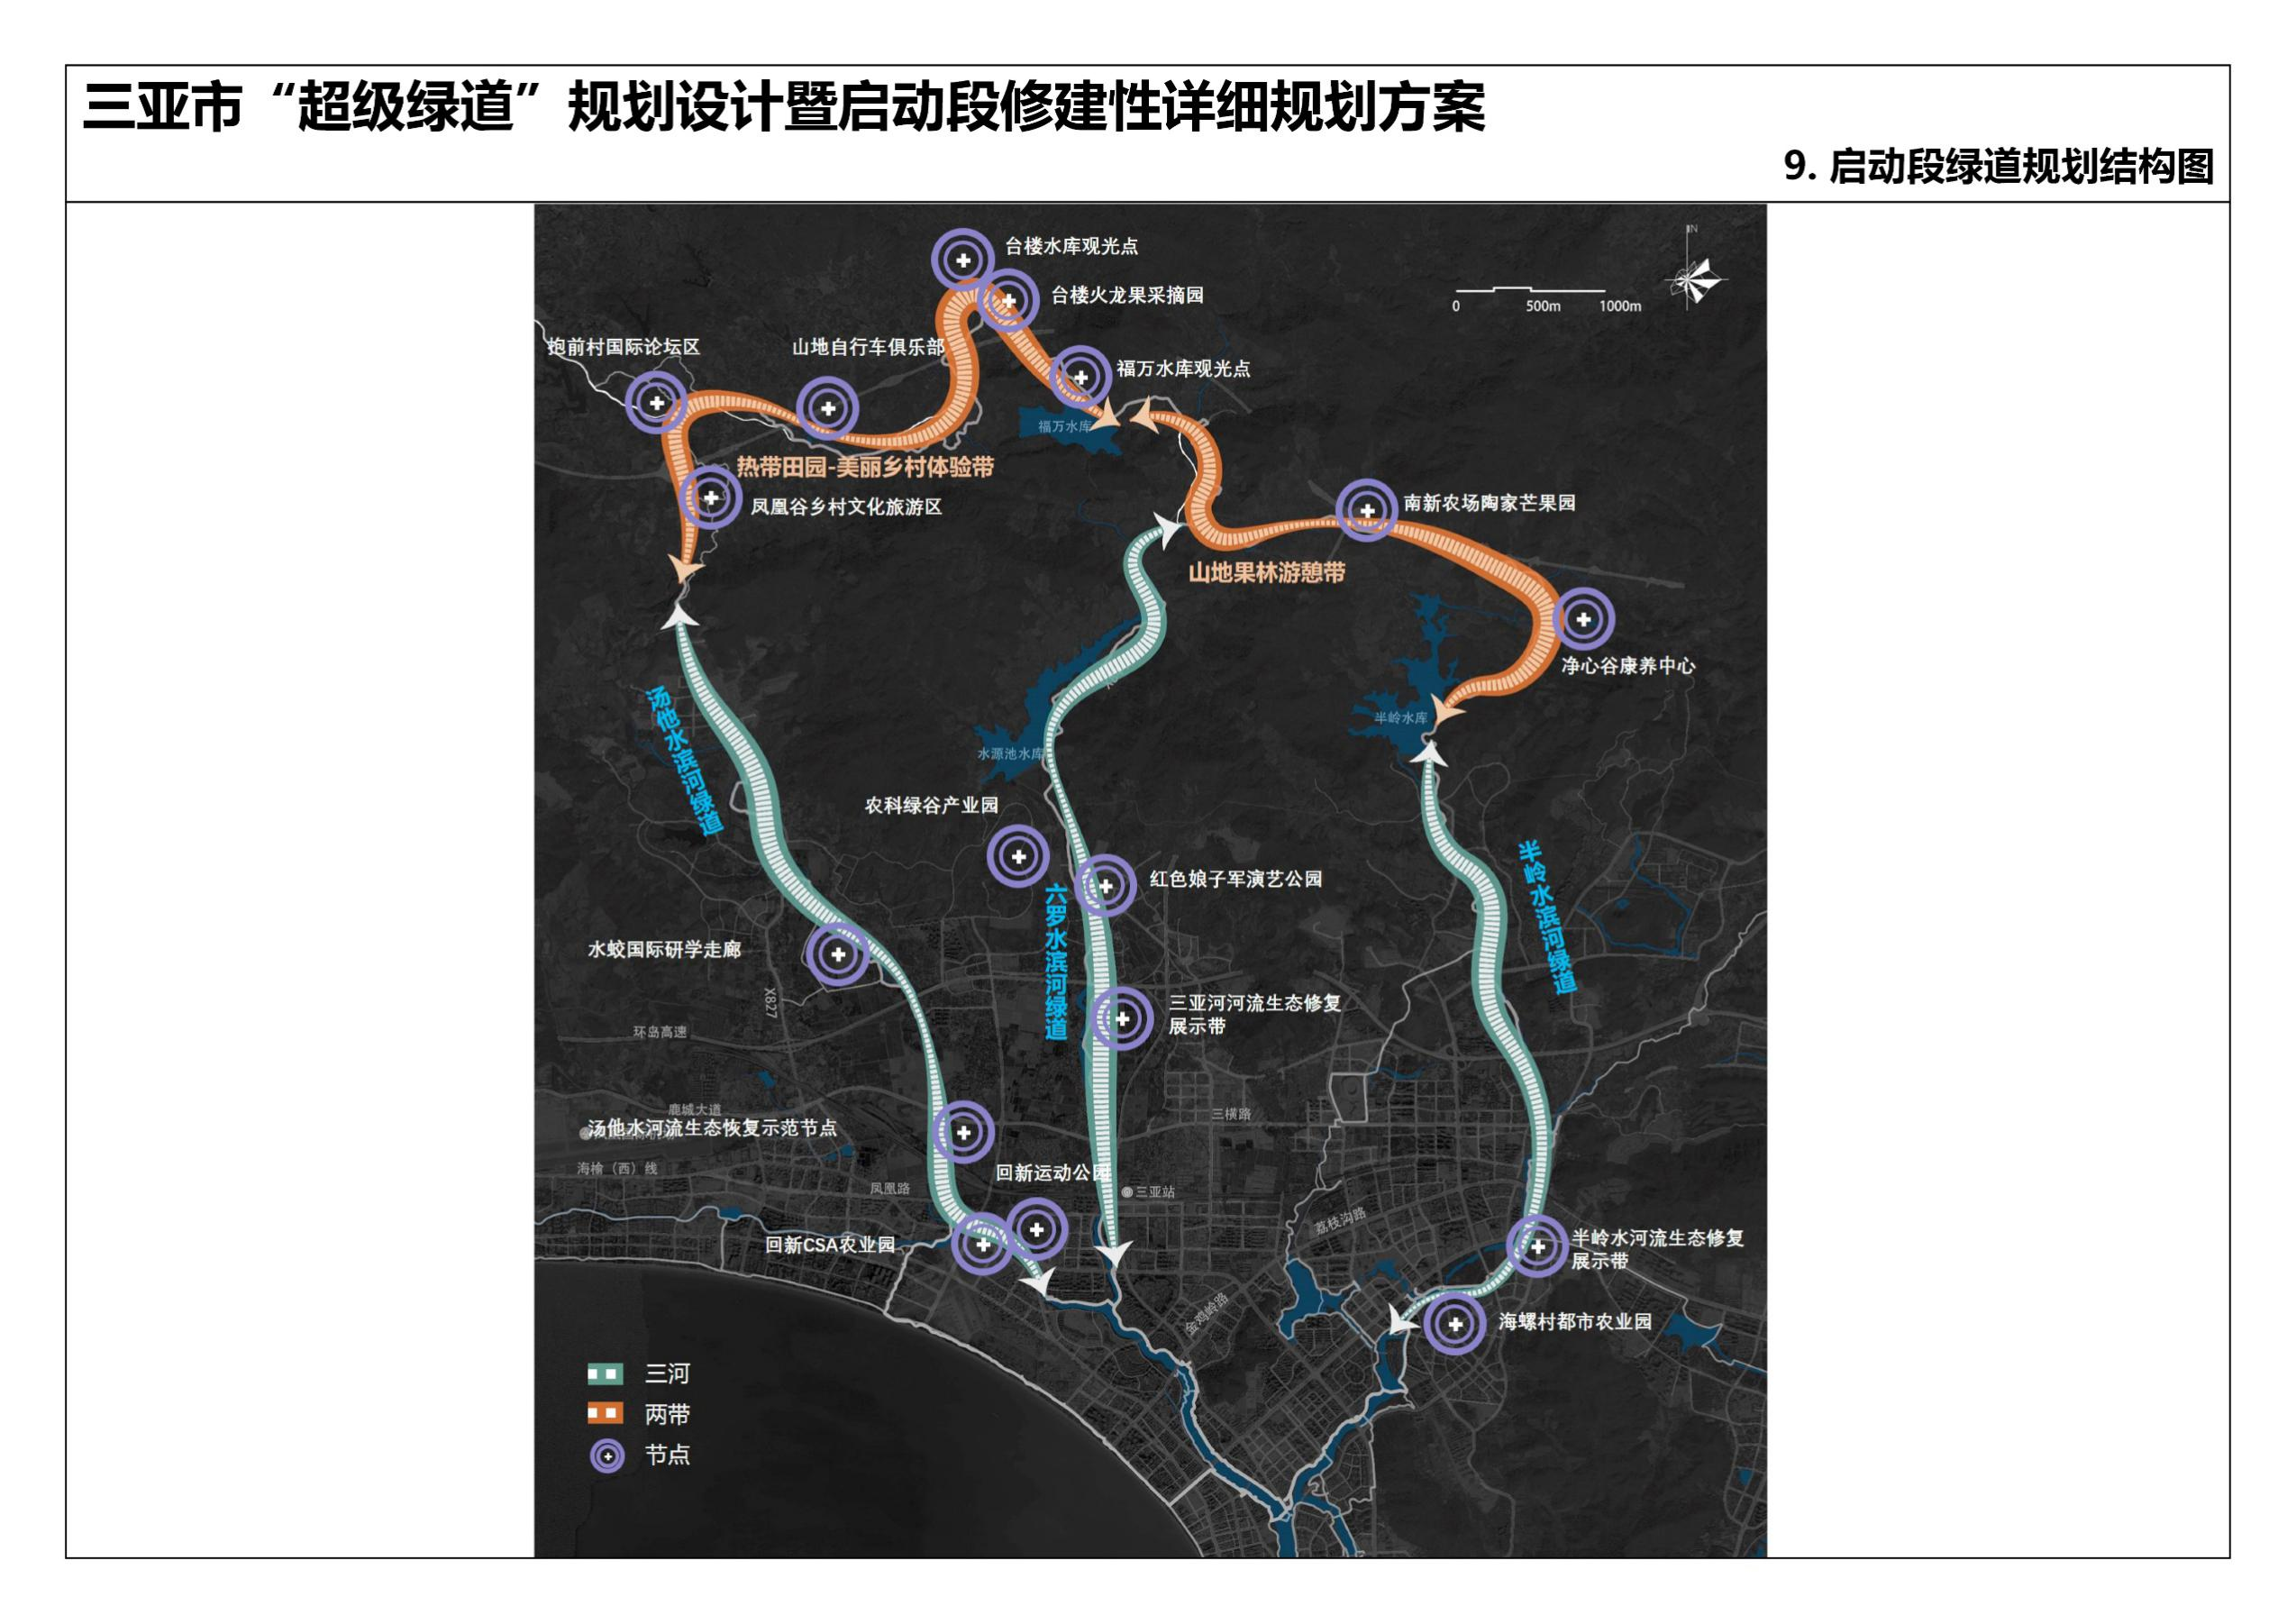 三亚市“超级绿道”规划设计暨启动段修建性详细规划方案
9. 启动段绿道规划结构图
N
0 500m 1000m
台楼水库观光点
台楼火龙果采摘园
抱前村国际论坛区
山地自行车俱乐部
福万水库观光点
福万水库
热带田园-美丽乡村体验带
凤凰谷乡村文化旅游区
南新农场陶家芒果园
山地果林游憩带
净心谷康养中心
半岭水库
汤他水滨河绿道
水源池水库
农科绿谷产业园
红色娘子军演艺公园
六罗水滨河绿道
半岭水滨河绿道
水蛟国际研学走廊
X827
三亚河河流生态修复
展示带
环岛高速
鹿城大道
三横路
汤他水河流生态恢复示范节点
海榆（西）线
回新运动公园
凤凰路
三亚站
荔枝沟路
回新CSA农业园
半岭水河流生态修复
展示带
金鸡岭路
海螺村都市农业园
三河
两带
节点